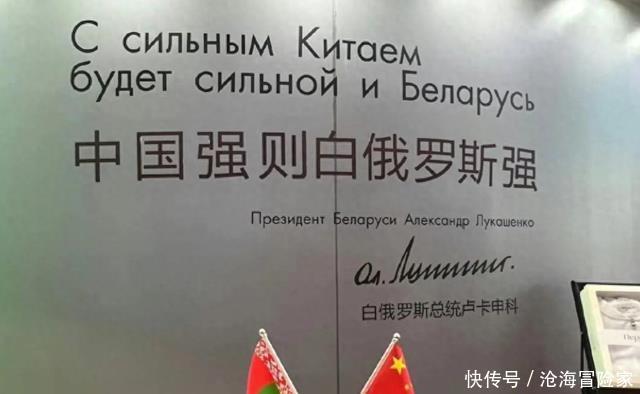 С сильным Китаем
будет сильной и Беларусь
中国强则白俄罗斯强
Президент Беларуси Александр Лукашенко
白俄罗斯总统卢卡申科
快传号 / 沧海冒险家